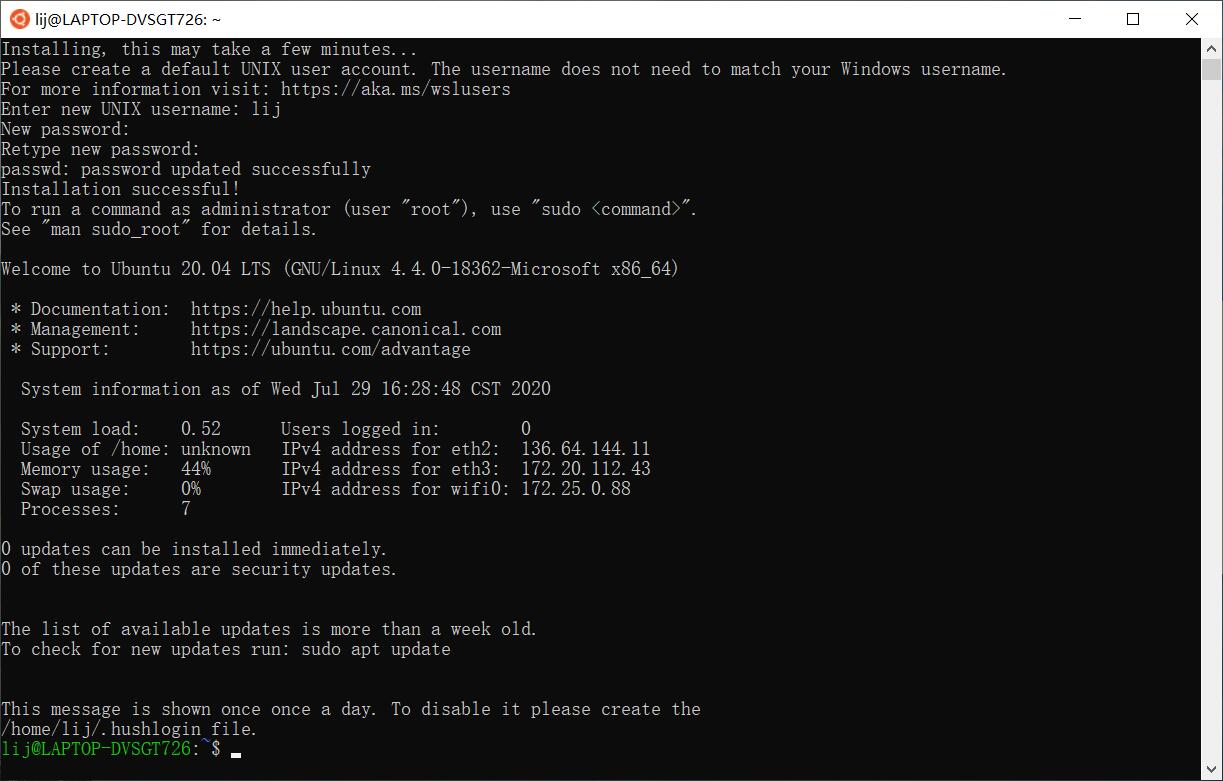 lij@LAPTOP-DVSGT726: ~
Installing, this may take a few minutes...
Please create a default UNIX user account. The username does not need to match your Windows username.
For more information visit: https://aka.ms/wslusers
Enter new UNIX username: lij
New password:
Retype new password:
passwd: password updated successfully
Installation successful!
To run a command as administrator (user "root"), use "sudo <command>".
See "man sudo_root" for details.
Welcome to Ubuntu 20.04 LTS (GNU/Linux 4.4.0-18362-Microsoft x86_64)
* Documentation:  https://help.ubuntu.com
* Management:     https://landscape.canonical.com
* Support:        https://ubuntu.com/advantage
System information as of Wed Jul 29 16:28:48 CST 2020
System load:    0.52      Users logged in:        0
Usage of /home: unknown   IPv4 address for eth2:  136.64.144.11
Memory usage:   44%       IPv4 address for eth3:  172.20.112.43
Swap usage:     0%        IPv4 address for wifi0: 172.25.0.88
Processes:      7
0 updates can be installed immediately.
0 of these updates are security updates.
The list of available updates is more than a week old.
To check for new updates run: sudo apt update
This message is shown once once a day. To disable it please create the
/home/lij/.hushlogin file.
lij@LAPTOP-DVSGT726:~$